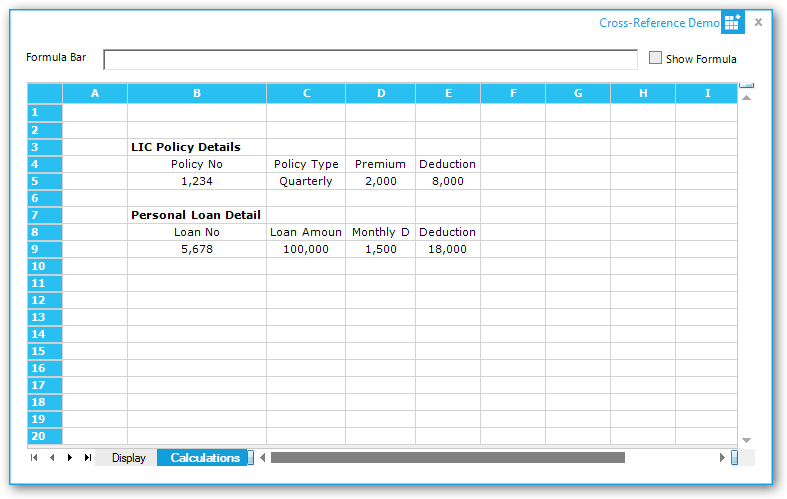 Cross-Reference Demo
Formula Bar
Show Formula
A B C D E F G H I
1
2
3 LIC Policy Details
4 Policy No Policy Type Premium Deduction
5 1,234 Quarterly 2,000 8,000
6
7 Personal Loan Detail
8 Loan No Loan Amoun Monthly D Deduction
9 5,678 100,000 1,500 18,000
10
11
12
13
14
15
16
17
18
19
20
Display Calculations